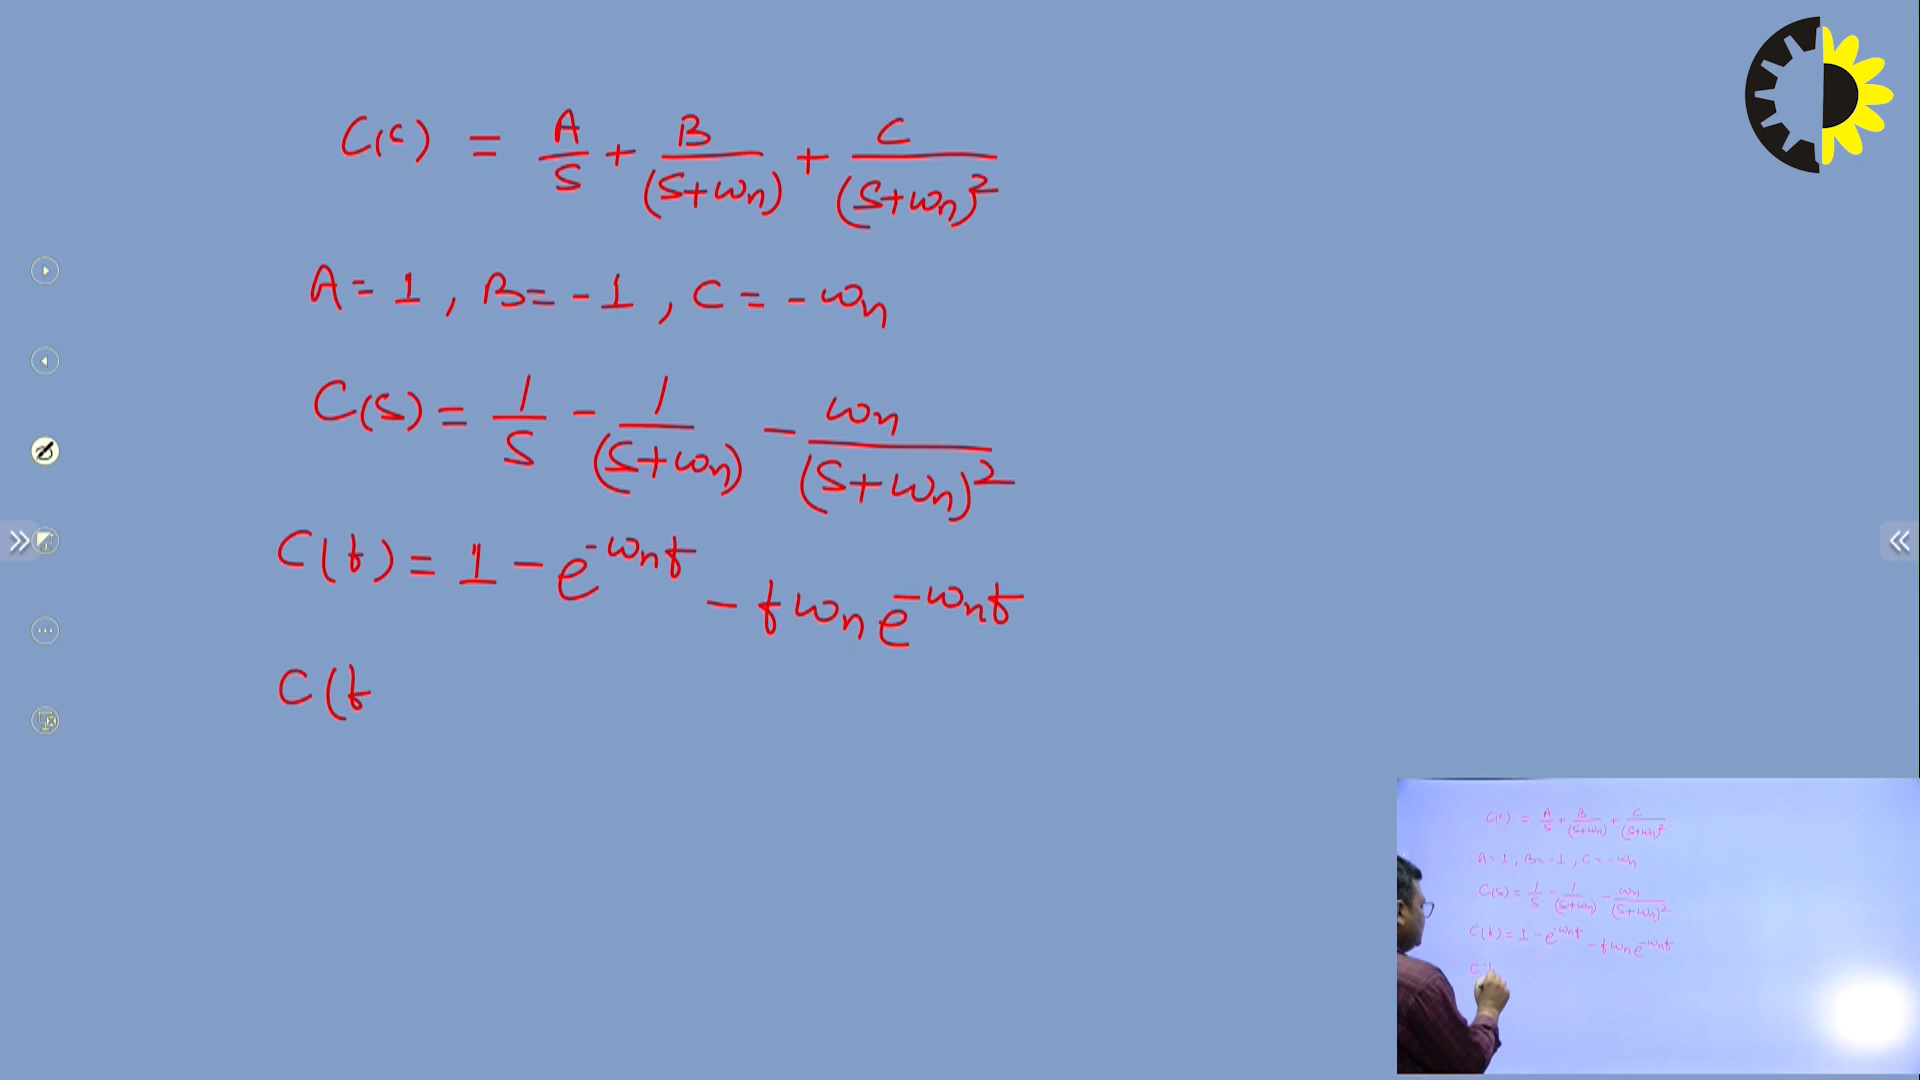 C(s) = A/S + B/(S+ωn) + C/(S+ωn)²
A = 1 , B = -1 , C = -ωn
C(s) = 1/S - 1/(S+ωn) - ωn/(S+ωn)²
C(t) = 1 - e^-ωnt - tωn e^-ωnt
C(t